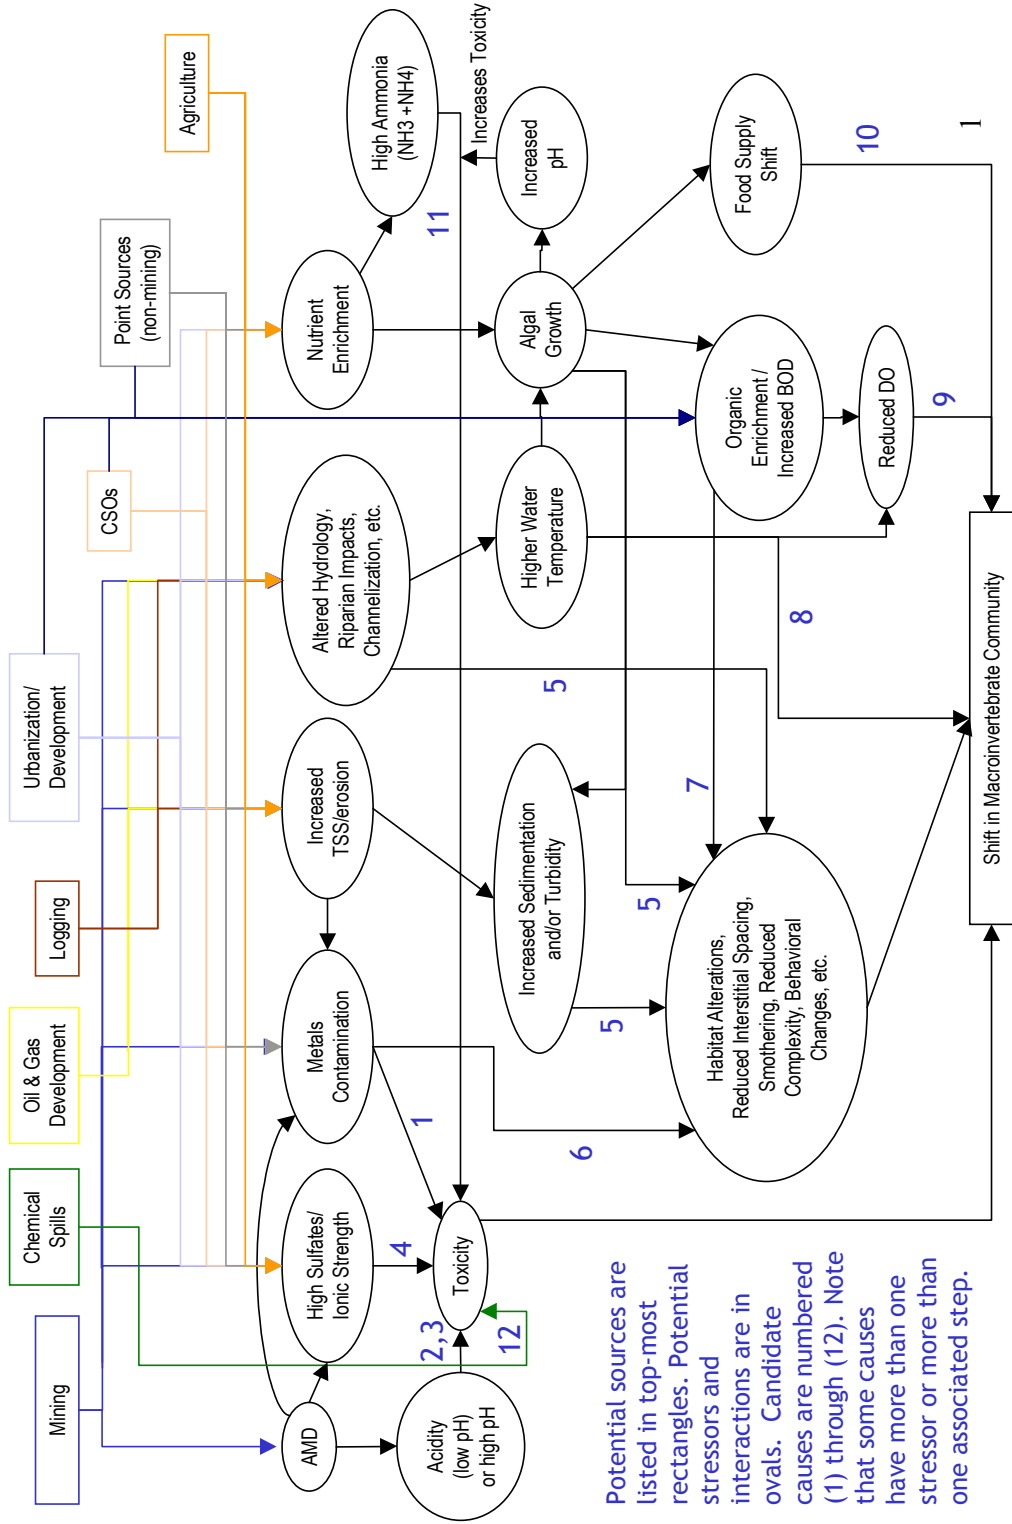 Mining
Chemical
Spills
Oil & Gas
Development
Logging
Urbanization/
Development
CSOs
Point Sources
(non-mining)
Agriculture
AMD
High Sulfates/
Ionic Strength
Metals
Contamination
Increased
TSS/erosion
Altered Hydrology,
Riparian Impacts,
Channelization, etc.
Nutrient
Enrichment
High Ammonia
(NH3 +NH4)
Acidity
(low pH)
or high pH
2,3
12
Toxicity
4
1
11
Increases Toxicity
Increased Sedimentation
and/or Turbidity
Higher Water
Temperature
Algal
Growth
Increased
pH
5
6
5
5
7
8
Habitat Alterations,
Reduced Interstitial Spacing,
Smothering, Reduced
Complexity, Behavioral
Changes, etc.
Organic
Enrichment /
Increased BOD
Food Supply
Shift
Reduced DO
9
10
Shift in Macroinvertebrate Community
1
Potential sources are
listed in top-most
rectangles. Potential
stressors and
interactions are in
ovals. Candidate
causes are numbered
(1) through (12). Note
that some causes
have more than one
stressor or more than
one associated step.